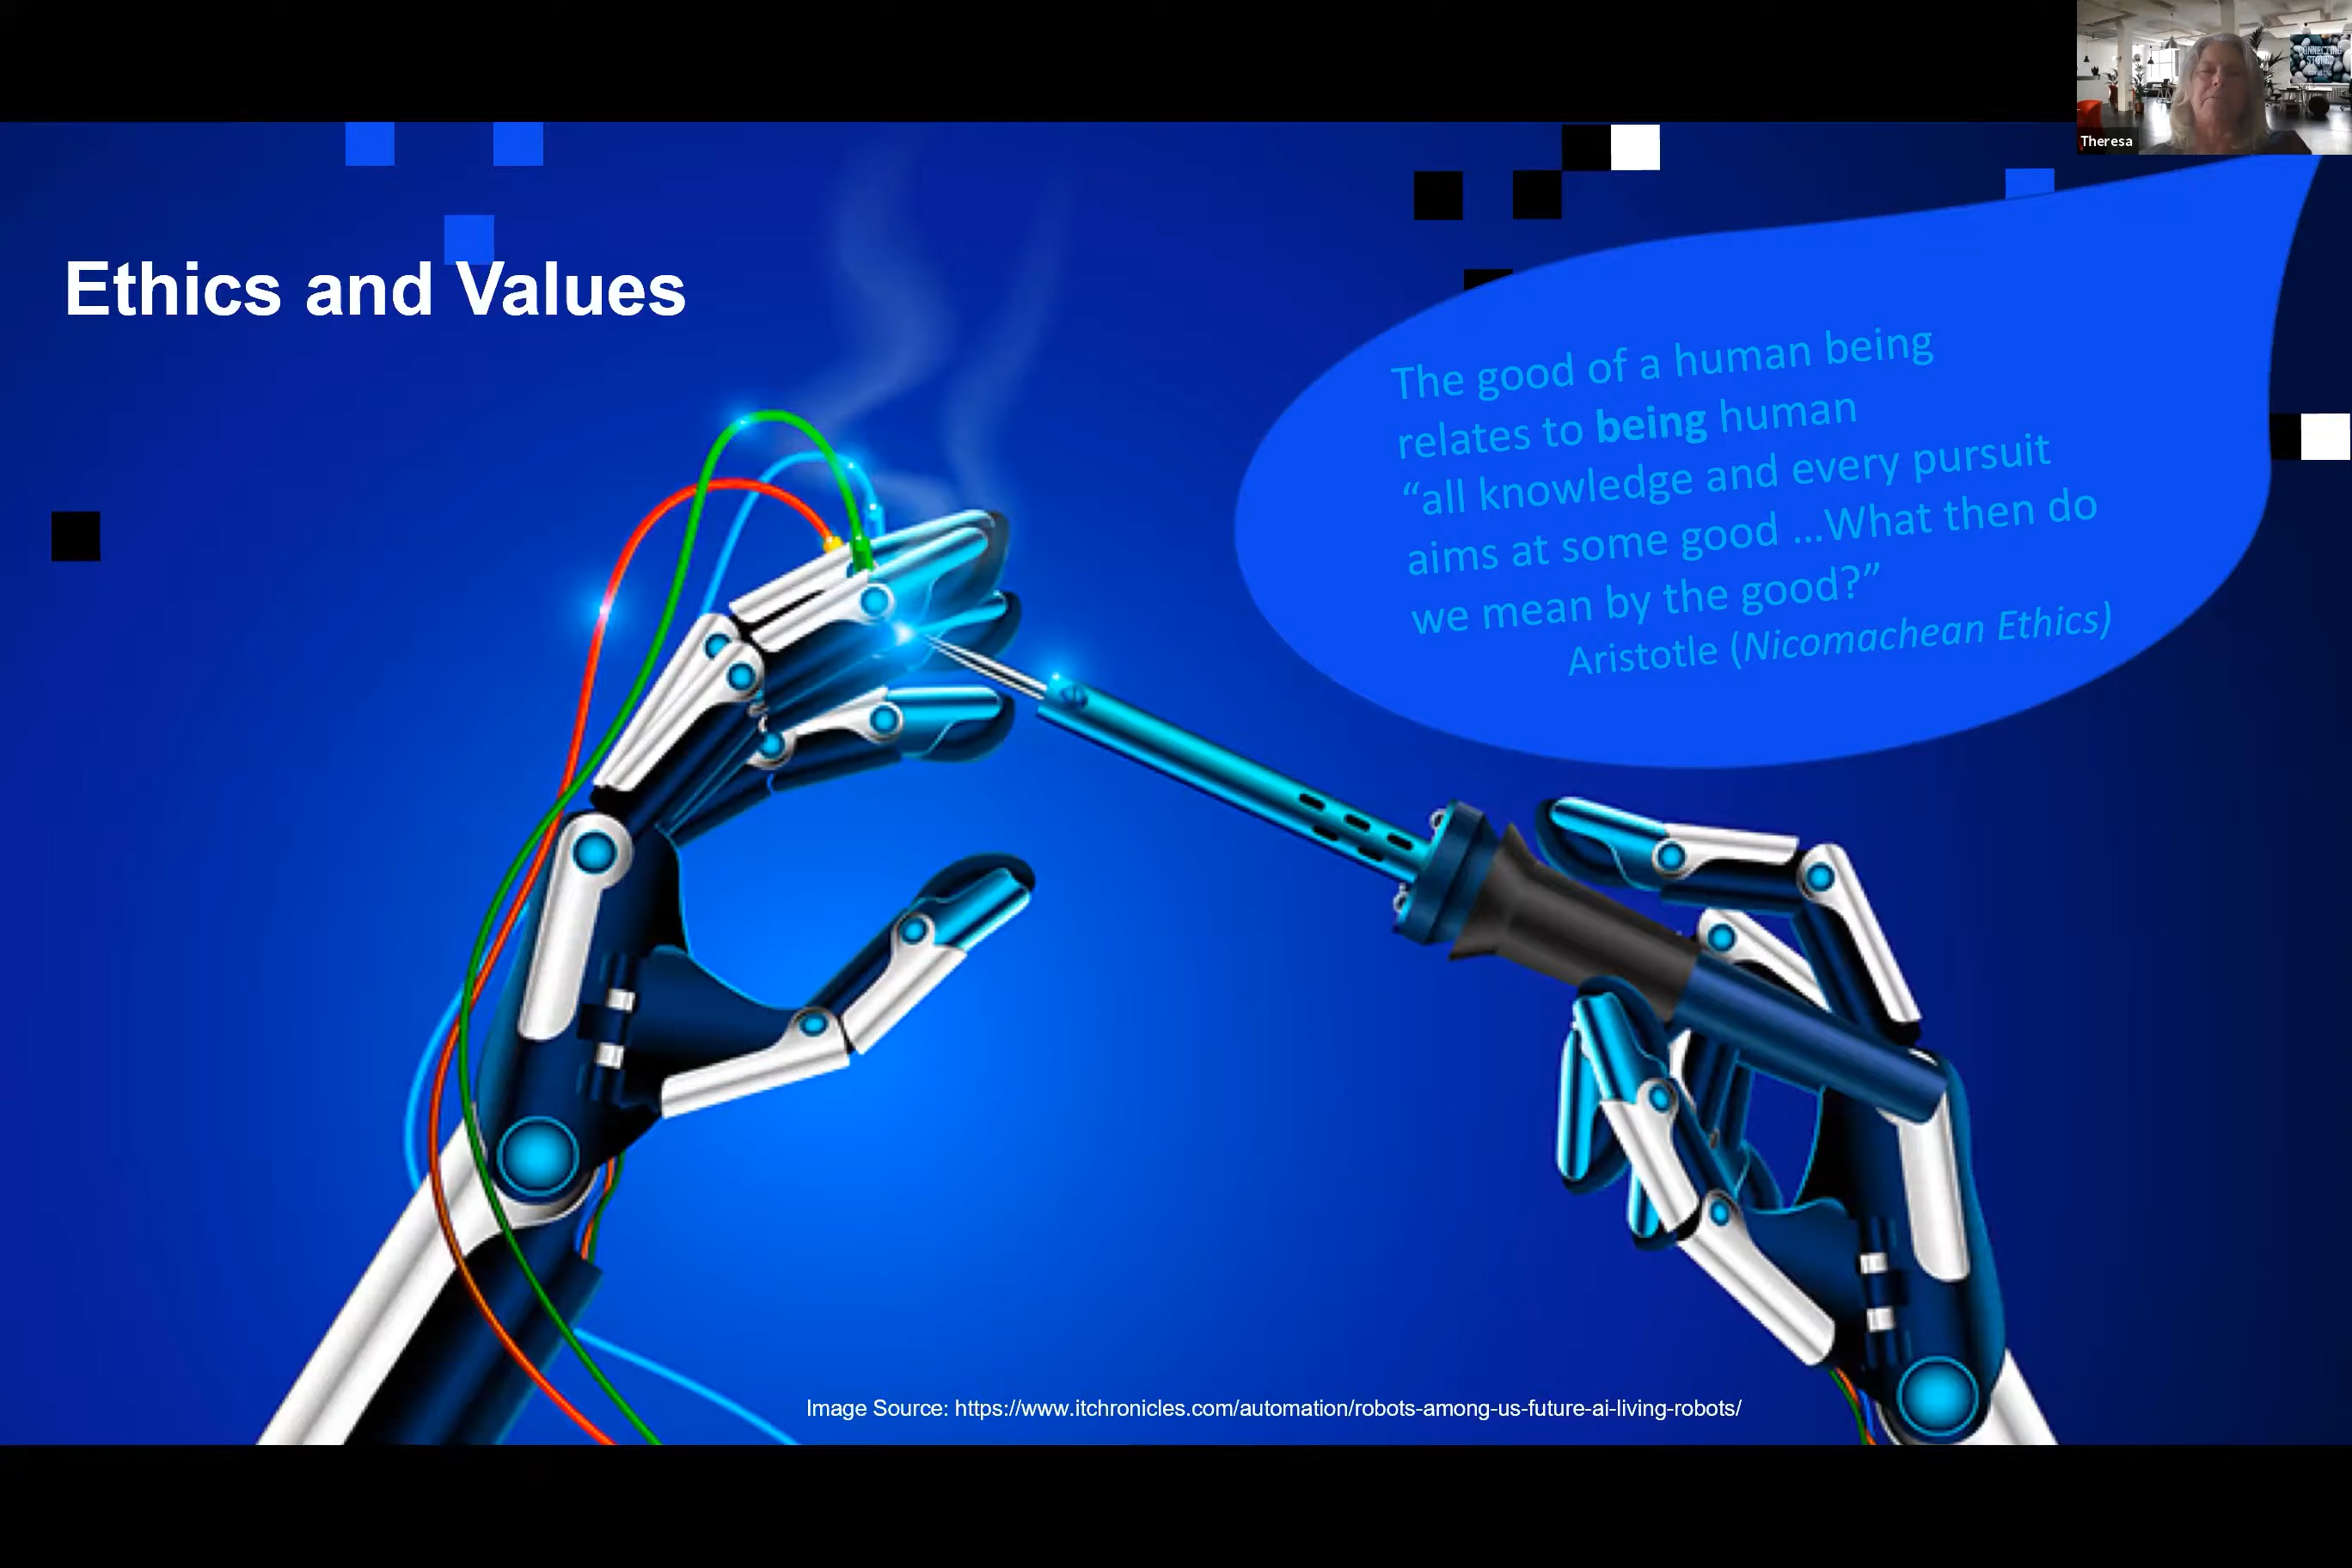 CONNECTING
STONES
Theresa
Ethics and Values
The good of a human being
relates to being human
“all knowledge and every pursuit
aims at some good ...What then do
we mean by the good?”
Aristotle (Nicomachean Ethics)
Image Source: https://www.itchronicles.com/automation/robots-among-us-future-ai-living-robots/